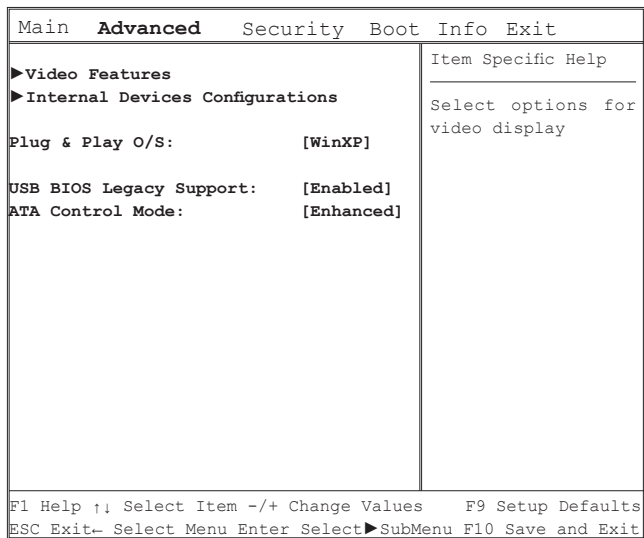 Main Advanced Security Boot Info Exit
►Video Features
►Internal Devices Configurations
Plug & Play O/S: [WinXP]
USB BIOS Legacy Support: [Enabled]
ATA Control Mode: [Enhanced]
Item Specific Help
Select options for
video display
F1 Help ↑↓ Select Item -/+ Change Values F9 Setup Defaults
ESC Exit← Select Menu Enter Select►SubMenu F10 Save and Exit